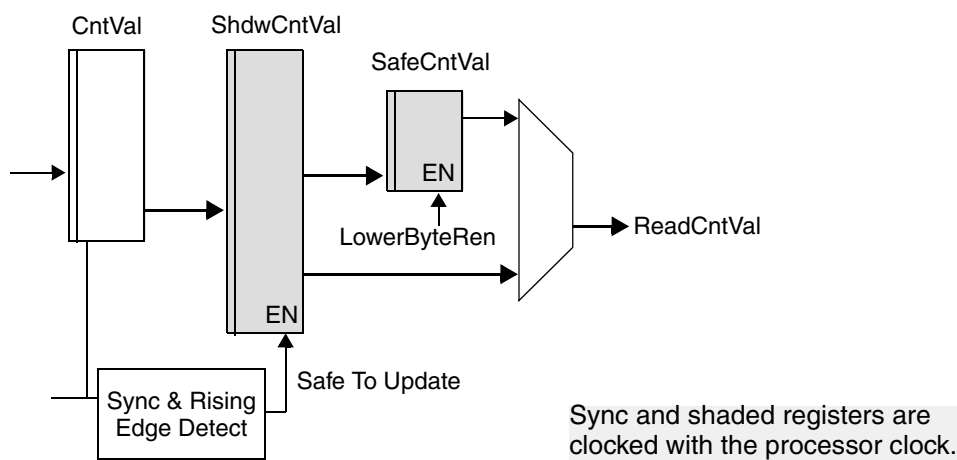 CntVal
ShdwCntVal
SafeCntVal
EN
LowerByteRen
ReadCntVal
EN
Safe To Update
Sync & Rising
Edge Detect
Sync and shaded registers are
clocked with the processor clock.